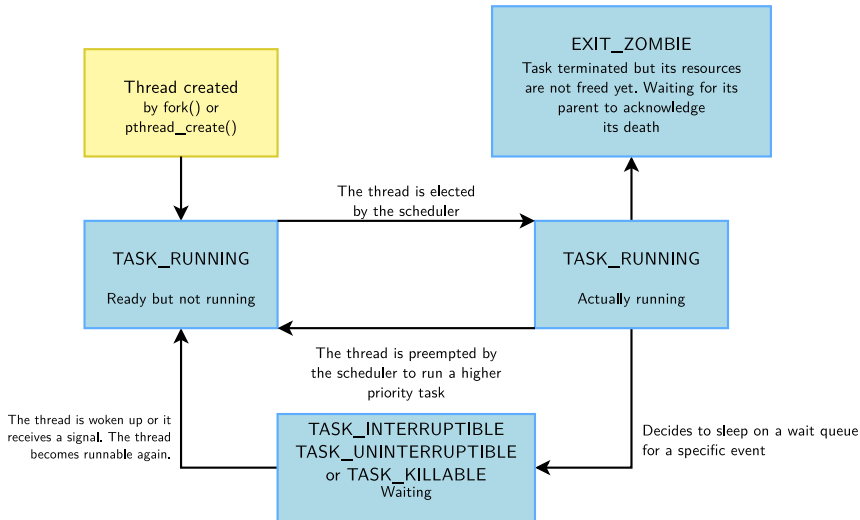 EXIT_ZOMBIE
Task terminated but its resources
are not freed yet. Waiting for its
parent to acknowledge
its death
Thread created
by fork() or
pthread_create()
The thread is elected
by the scheduler
TASK_RUNNING
Ready but not running
TASK_RUNNING
Actually running
The thread is preempted by
the scheduler to run a higher
priority task
The thread is woken up or it
receives a signal. The thread
becomes runnable again.
TASK_INTERRUPTIBLE
TASK_UNINTERRUPTIBLE
or TASK_KILLABLE
Waiting
Decides to sleep on a wait queue
for a specific event